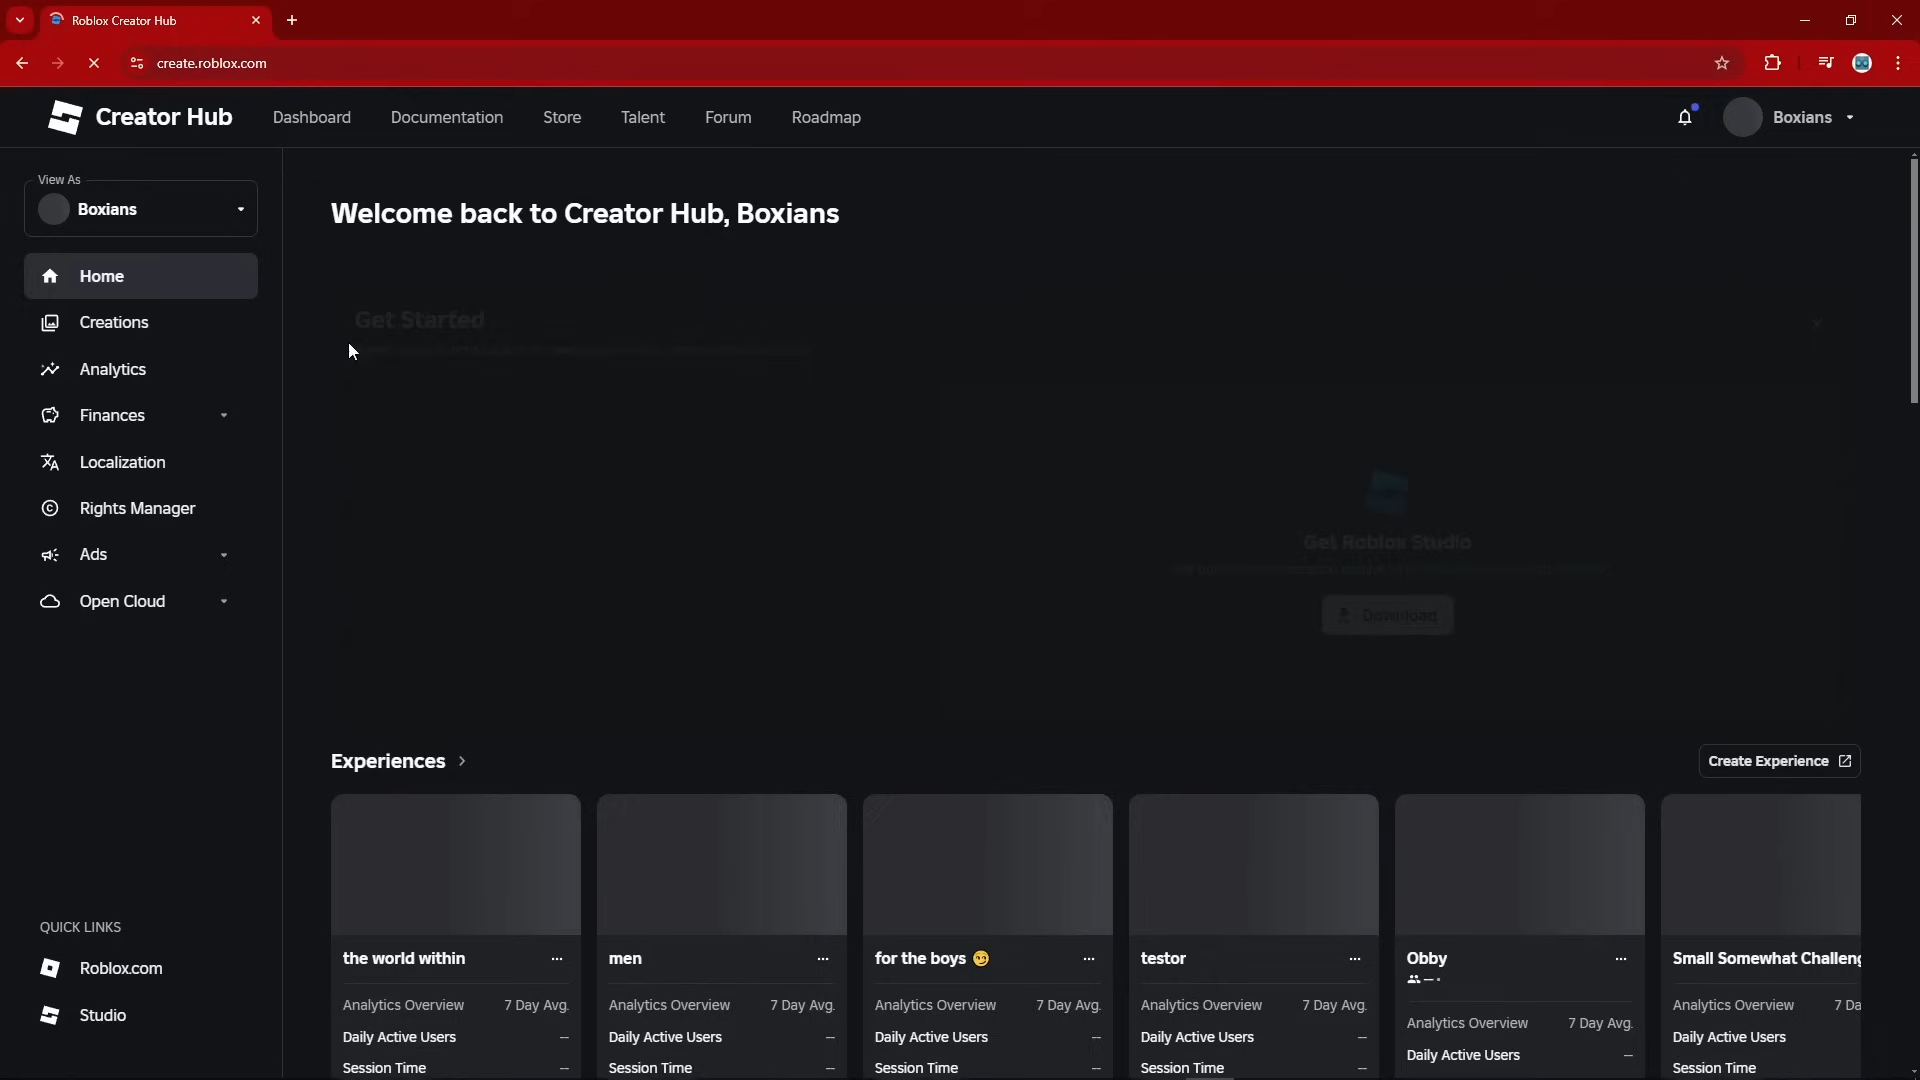 Roblox Creator Hub
create.roblox.com
Creator Hub
Dashboard
Documentation
Store
Talent
Forum
Roadmap
Boxians
View As
Boxians
Home
Creations
Analytics
Finances
Localization
Rights Manager
Ads
Open Cloud
QUICK LINKS
Roblox.com
Studio
Welcome back to Creator Hub, Boxians
Get Started
Get Roblox Studio
Download
Experiences
Create Experience
the world within
Analytics Overview 7 Day Avg.
Daily Active Users --
Session Time --
men
Analytics Overview 7 Day Avg.
Daily Active Users --
Session Time --
for the boys 😏
Analytics Overview 7 Day Avg.
Daily Active Users --
Session Time --
testor
Analytics Overview 7 Day Avg.
Daily Active Users --
Session Time --
Obby
Analytics Overview 7 Day Avg.
Daily Active Users --
Small Somewhat Challeng
Analytics Overview 7 Da
Daily Active Users
Session Time